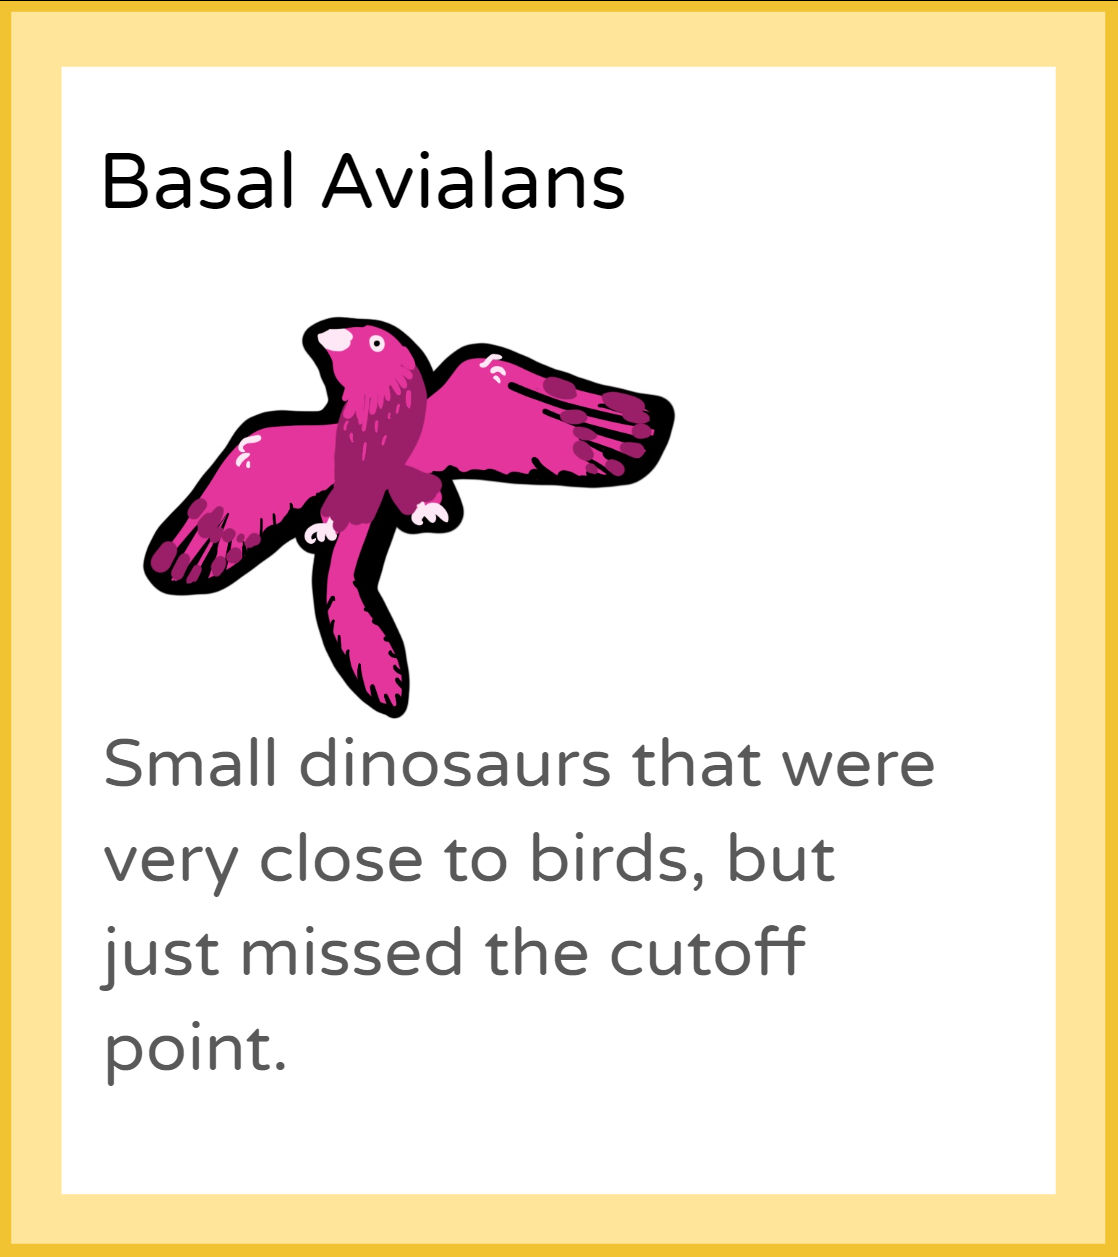 Basal Avialans
Small dinosaurs that were
very close to birds, but
just missed the cutoff
point.